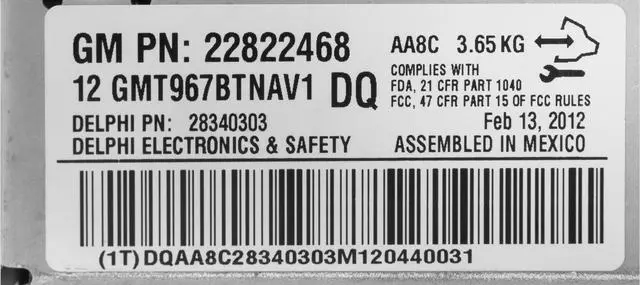 GM PN: 22822468
12 GMT967BTNAV1 DQ
DELPHI PN: 28340303
DELPHI ELECTRONICS & SAFETY
AA8C 3.65 KG
COMPLIES WITH
FDA, 21 CFR PART 1040
FCC, 47 CFR PART 15 OF FCC RULES
Feb 13, 2012
ASSEMBLED IN MEXICO
(1T) DQAA8C28340303M120440031